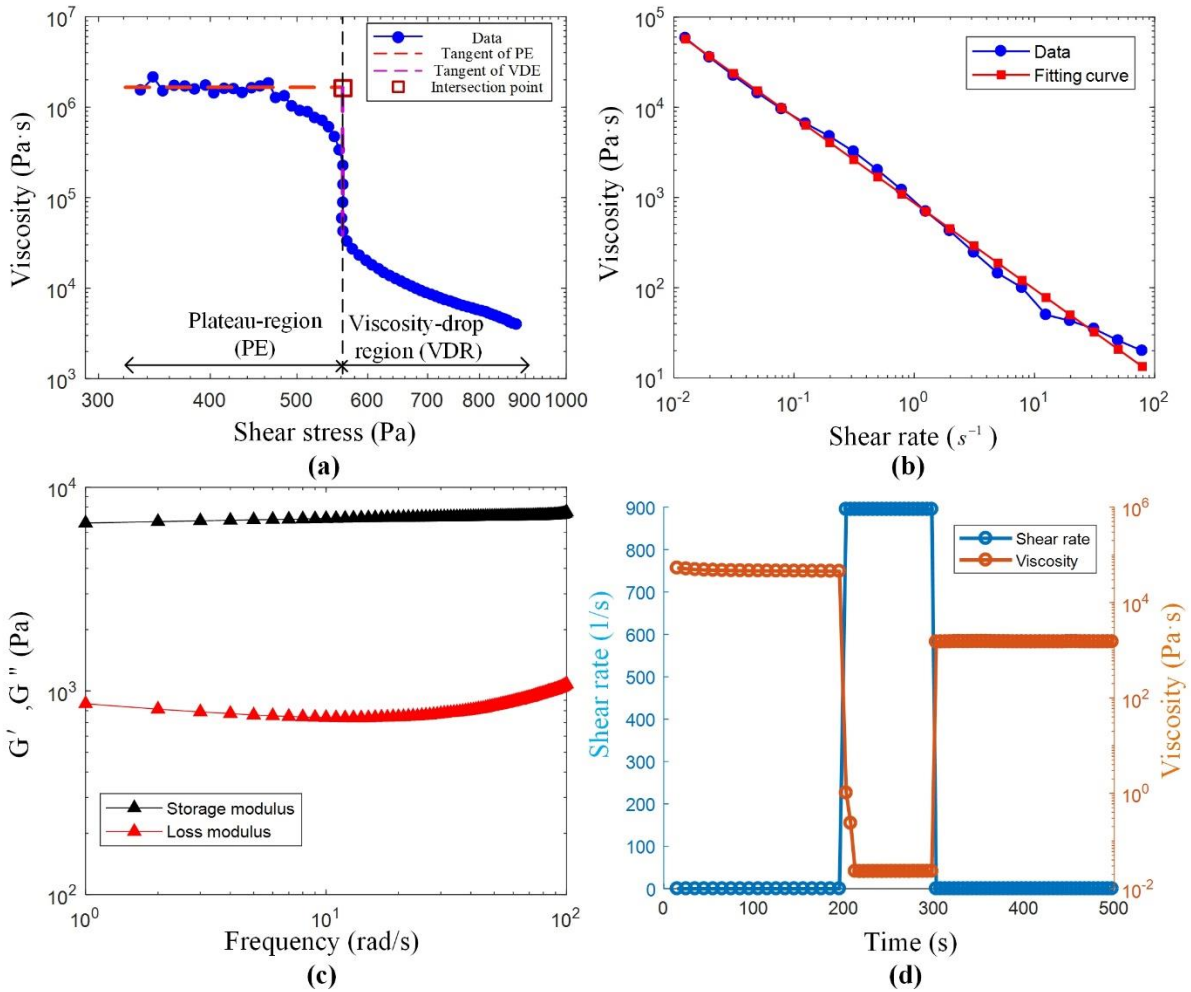 10^7
10^6
10^5
10^4
10^3
Viscosity (Pa·s)
Data
Tangent of PE
Tangent of VDE
Intersection point
Plateau-region
(PE)
Viscosity-drop
region (VDR)
300 400 500 600 700 800 900 1000
Shear stress (Pa)
(a)
10^5
10^4
10^3
10^2
10^1
Viscosity (Pa·s)
Data
Fitting curve
10^-2 10^-1 10^0 10^1 10^2
Shear rate (s^-1)
(b)
10^4
10^3
10^2
G′ ,G″ (Pa)
Storage modulus
Loss modulus
10^0 10^1 10^2
Frequency (rad/s)
(c)
900
800
700
600
500
400
300
200
100
0
Shear rate (1/s)
Shear rate
Viscosity
10^6
10^4
10^2
10^0
10^-2
Viscosity (Pa·s)
0 100 200 300 400 500
Time (s)
(d)